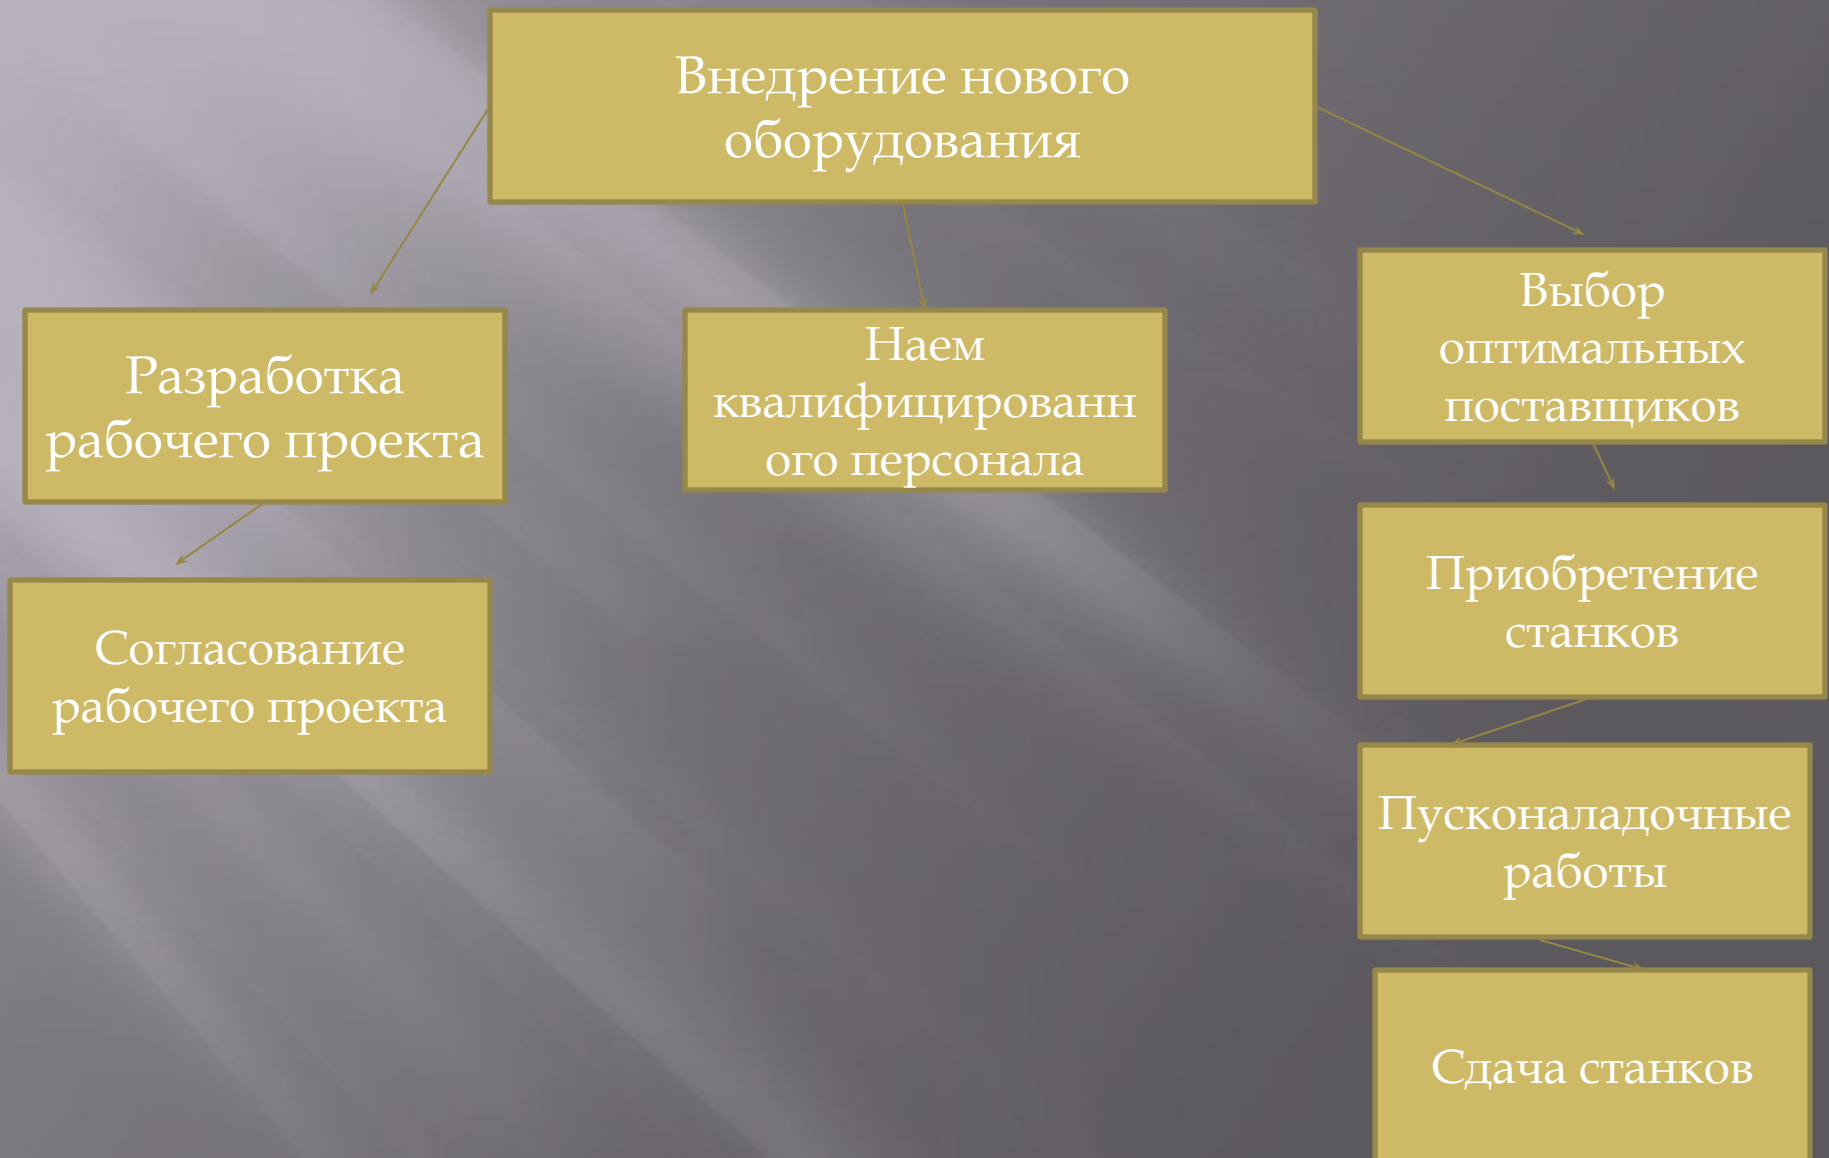 Внедрение нового
оборудования
Разработка
рабочего проекта
Наем
квалифицированн
ого персонала
Выбор
оптимальных
поставщиков
Согласование
рабочего проекта
Приобретение
станков
Пусконаладочные
работы
Сдача станков